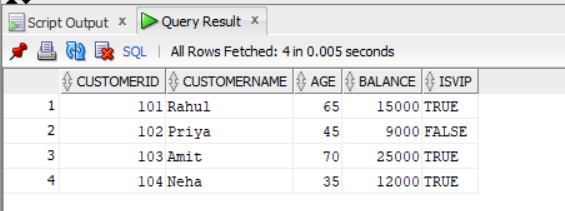 Script Output x Query Result x
SQL | All Rows Fetched: 4 in 0.005 seconds
CUSTOMERID CUSTOMERNAME AGE BALANCE ISVIP
1 101 Rahul 65 15000 TRUE
2 102 Priya 45 9000 FALSE
3 103 Amit 70 25000 TRUE
4 104 Neha 35 12000 TRUE